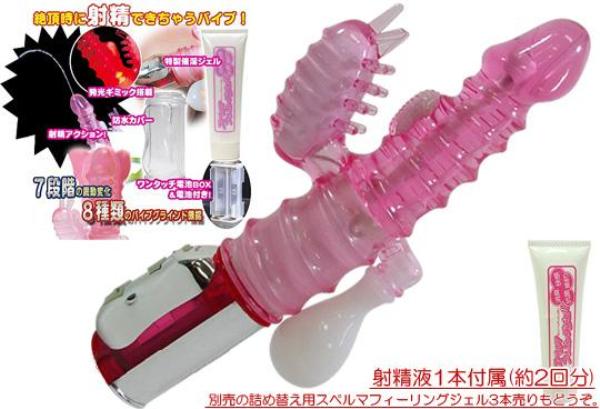 絶頂時に射精できちゃうバイブ!
特製催淫ジェル
発光ギミック搭載
防水カバー
射精アクション!
ワンタッチ電池BOX
&電池付き!
7段階の震動変化
8種類のバイブグラインド機能
射精液1本付属(約2回分)
別売の詰め替え用スペルマフィーリングジェル3本売りもどうぞ。